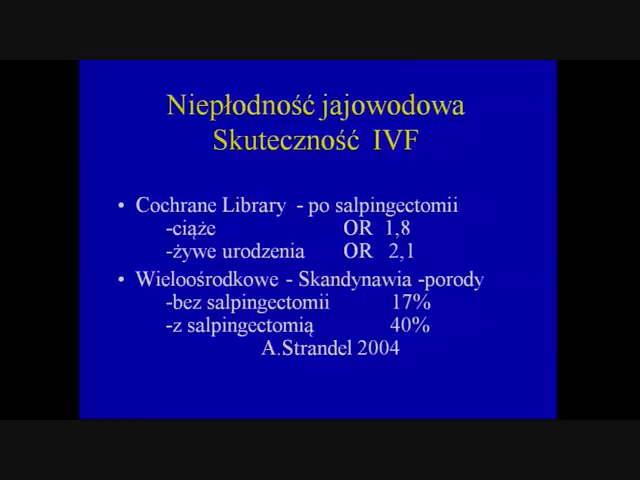 Niepłodność jajowodowa
Skuteczność IVF
• Cochrane Library - po salpingectomii
-ciąże OR 1,8
-żywe urodzenia OR 2,1
• Wieloośrodkowe - Skandynawia -porody
-bez salpingectomii 17%
-z salpingectomią 40%
A.Strandel 2004